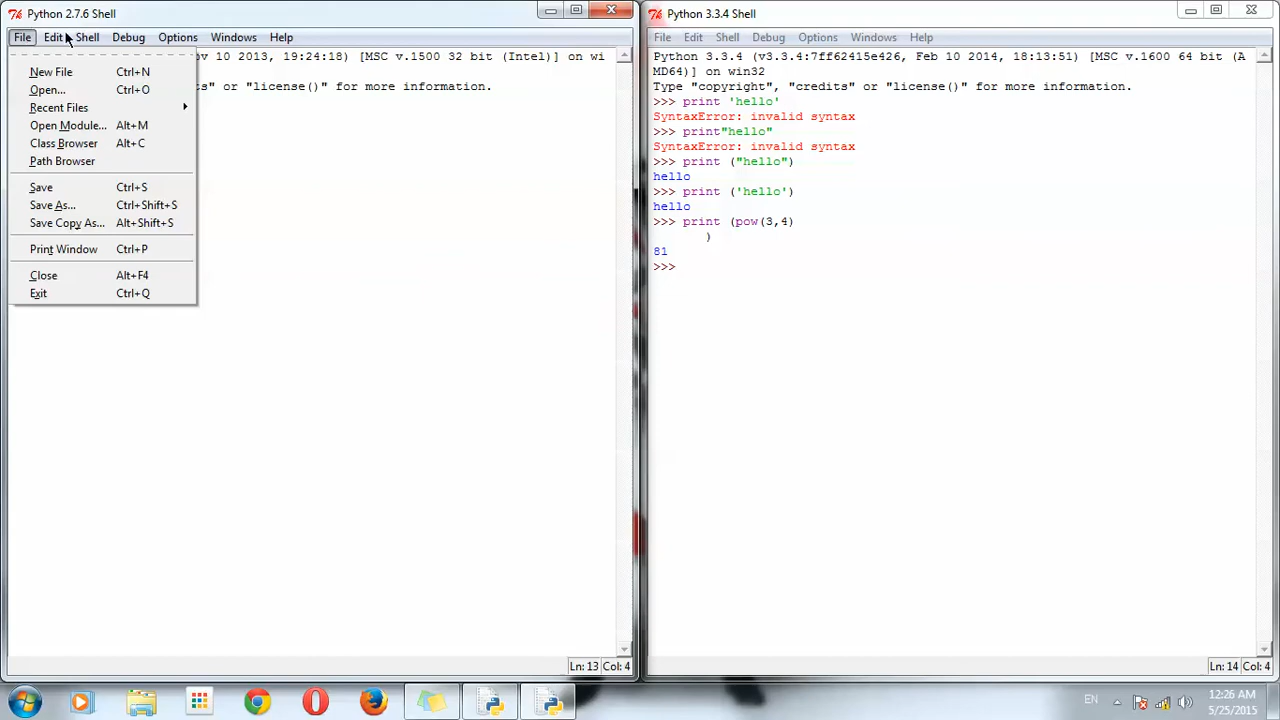 Python 2.7.6 Shell
File Edit Shell Debug Options Windows Help
ov 10 2013, 19:24:18) [MSC v.1500 32 bit (Intel)] on wi
ts" or "license()" for more information.
New File Ctrl+N
Open... Ctrl+O
Recent Files
Open Module... Alt+M
Class Browser Alt+C
Path Browser
Save Ctrl+S
Save As... Ctrl+Shift+S
Save Copy As... Alt+Shift+S
Print Window Ctrl+P
Close Alt+F4
Exit Ctrl+Q
Ln: 13 Col: 4
Python 3.3.4 Shell
File Edit Shell Debug Options Windows Help
Python 3.3.4 (v3.3.4:7ff62415e426, Feb 10 2014, 18:13:51) [MSC v.1600 64 bit (A
MD64)] on win32
Type "copyright", "credits" or "license()" for more information.
>>> print 'hello'
SyntaxError: invalid syntax
>>> print"hello"
SyntaxError: invalid syntax
>>> print ("hello")
hello
>>> print ('hello')
hello
>>> print (pow(3,4)
)
81
>>>
Ln: 14 Col: 4
EN
12:26 AM
5/25/2015